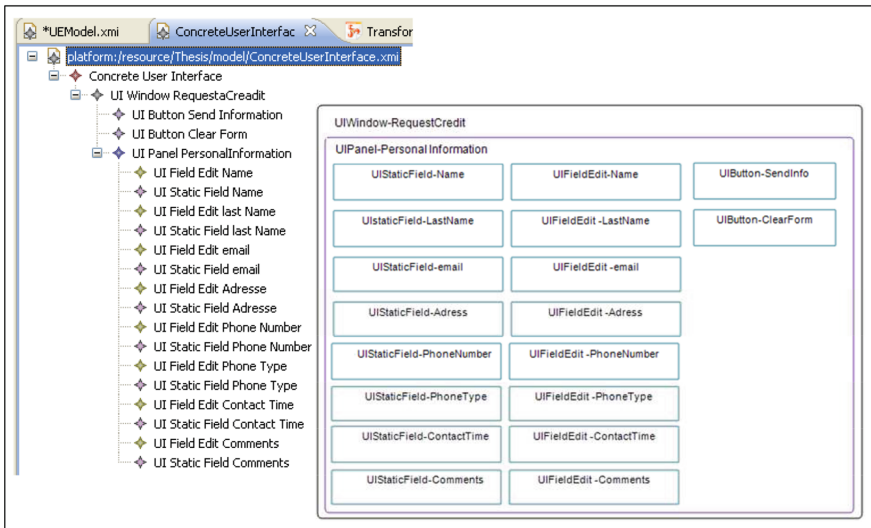 *UEModel.xmi
ConcreteUserInterfac
Transfor
platform:/resource/Thesis/model/ConcreteUserInterface.xmi
Concrete User Interface
UI Window RequestaCreadit
UI Button Send Information
UI Button Clear Form
UI Panel PersonalInformation
UI Field Edit Name
UI Static Field Name
UI Field Edit last Name
UI Static Field last Name
UI Field Edit email
UI Static Field email
UI Field Edit Adresse
UI Static Field Adresse
UI Field Edit Phone Number
UI Static Field Phone Number
UI Field Edit Phone Type
UI Static Field Phone Type
UI Field Edit Contact Time
UI Static Field Contact Time
UI Field Edit Comments
UI Static Field Comments
UIWindow-RequestCredit
UIPanel-Personal Information
UIStaticField-Name
UIFieldEdit-Name
UIButton-SendInfo
UIstaticField-LastName
UIFieldEdit -LastName
UIButton-ClearForm
UIStaticField-email
UIFieldEdit -email
UIStaticField-Adress
UIFieldEdit -Adress
UIStaticField-PhoneNumber
UIFieldEdit -PhoneNumber
UIStaticField-PhoneType
UIFieldEdit -PhoneType
UIStaticField-ContactTime
UIFieldEdit -ContactTime
UIStaticField-Comments
UIFieldEdit -Comments